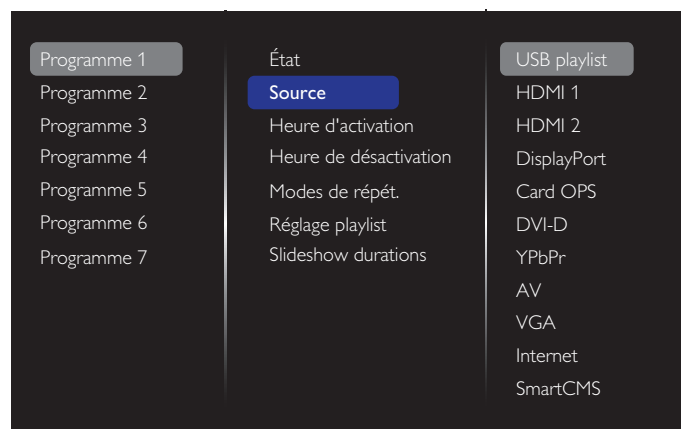 Programme 1
Programme 2
Programme 3
Programme 4
Programme 5
Programme 6
Programme 7
État
Source
Heure d'activation
Heure de désactivation
Modes de répét.
Réglage playlist
Slideshow durations
USB playlist
HDMI 1
HDMI 2
DisplayPort
Card OPS
DVI-D
YPbPr
AV
VGA
Internet
SmartCMS